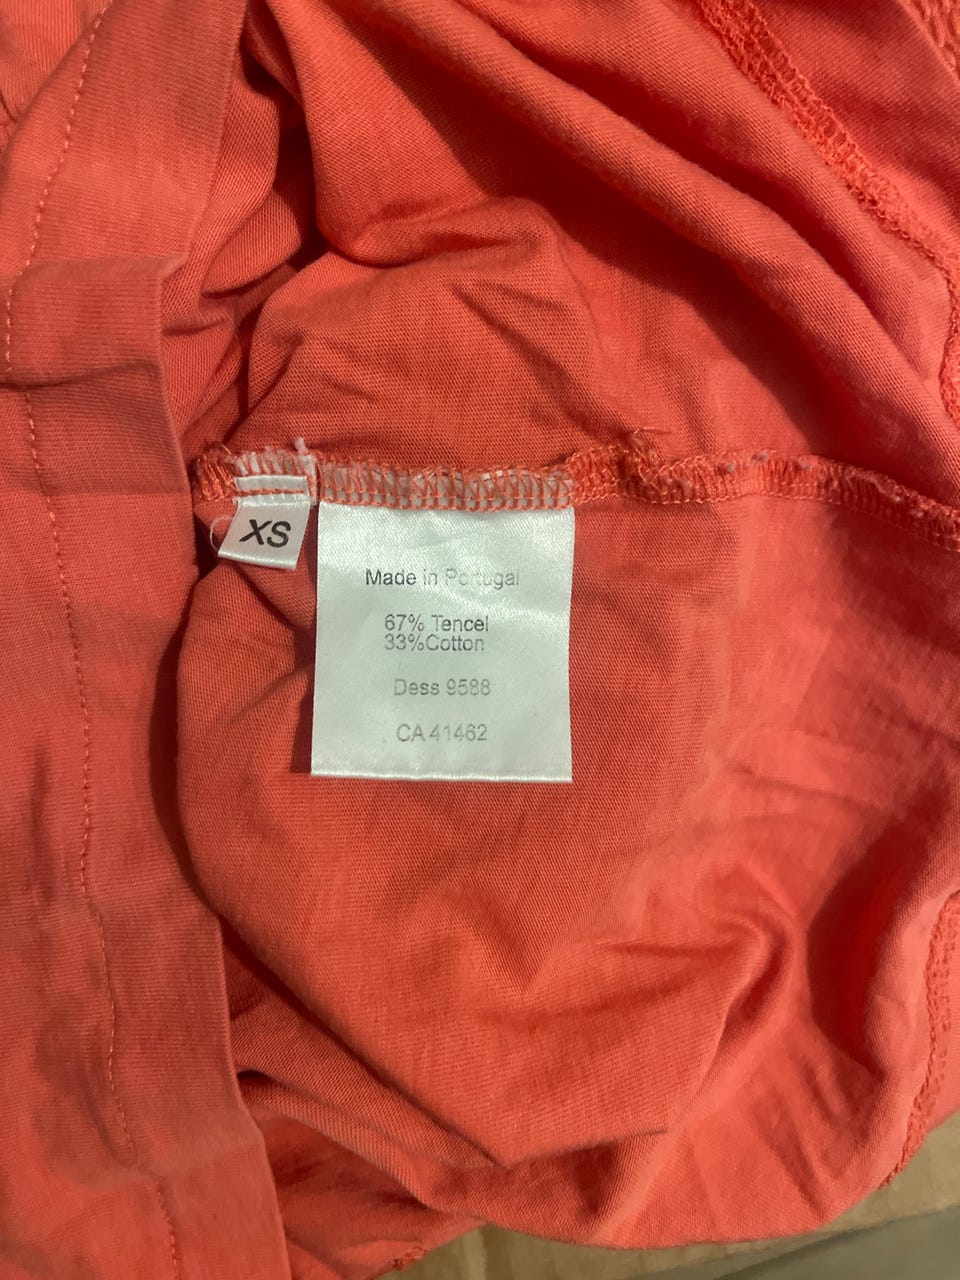 XS
Made in Portugal
67% Tencel
33%Cotton
Dess 9588
CA 41462